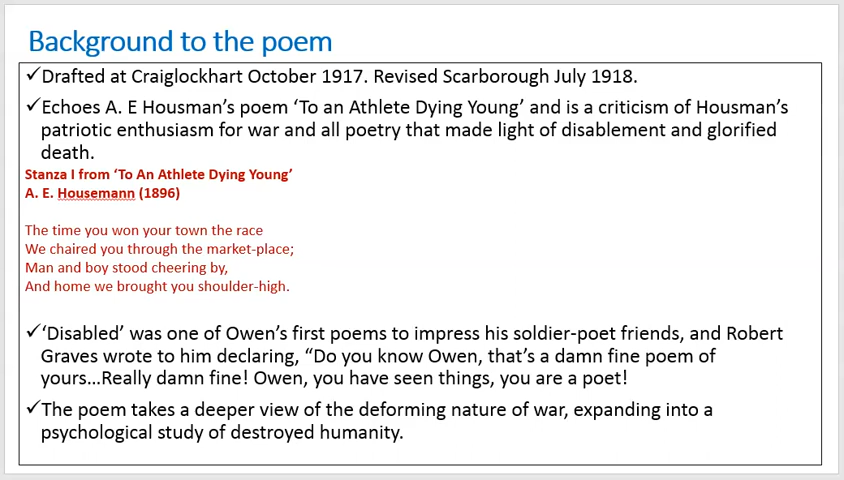 Background to the poem
✓Drafted at Craiglockhart October 1917. Revised Scarborough July 1918.
✓Echoes A. E Housman’s poem ‘To an Athlete Dying Young’ and is a criticism of Housman’s
patriotic enthusiasm for war and all poetry that made light of disablement and glorified
death.
Stanza I from ‘To An Athlete Dying Young’
A. E. Housemann (1896)
The time you won your town the race
We chaired you through the market-place;
Man and boy stood cheering by,
And home we brought you shoulder-high.
✓‘Disabled’ was one of Owen’s first poems to impress his soldier-poet friends, and Robert
Graves wrote to him declaring, “Do you know Owen, that’s a damn fine poem of
yours…Really damn fine! Owen, you have seen things, you are a poet!
✓The poem takes a deeper view of the deforming nature of war, expanding into a
psychological study of destroyed humanity.